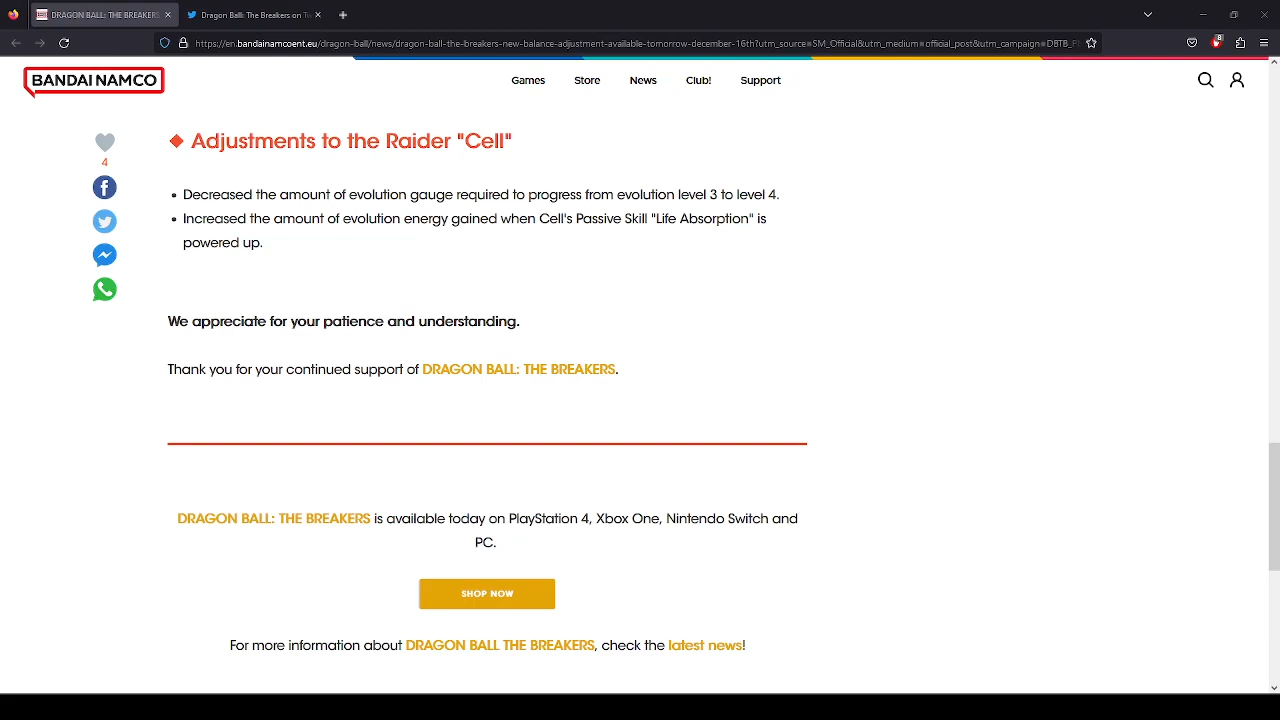 DRAGON BALL: THE BREAKERS
Dragon Ball: The Breakers on Tw
https://en.bandainamcoent.eu/dragon-ball/news/dragon-ball-the-breakers-new-balance-adjustment-available-tomorrow-december-16th?utm_source=SM_Official&utm_medium=official_post&utm_campaign=DBTB_P
8
BANDAI NAMCO
Games
Store
News
Club!
Support
◆ Adjustments to the Raider "Cell"
4
• Decreased the amount of evolution gauge required to progress from evolution level 3 to level 4.
• Increased the amount of evolution energy gained when Cell's Passive Skill "Life Absorption" is
powered up.
We appreciate for your patience and understanding.
Thank you for your continued support of DRAGON BALL: THE BREAKERS.
DRAGON BALL: THE BREAKERS is available today on PlayStation 4, Xbox One, Nintendo Switch and
PC.
SHOP NOW
For more information about DRAGON BALL THE BREAKERS, check the latest news!